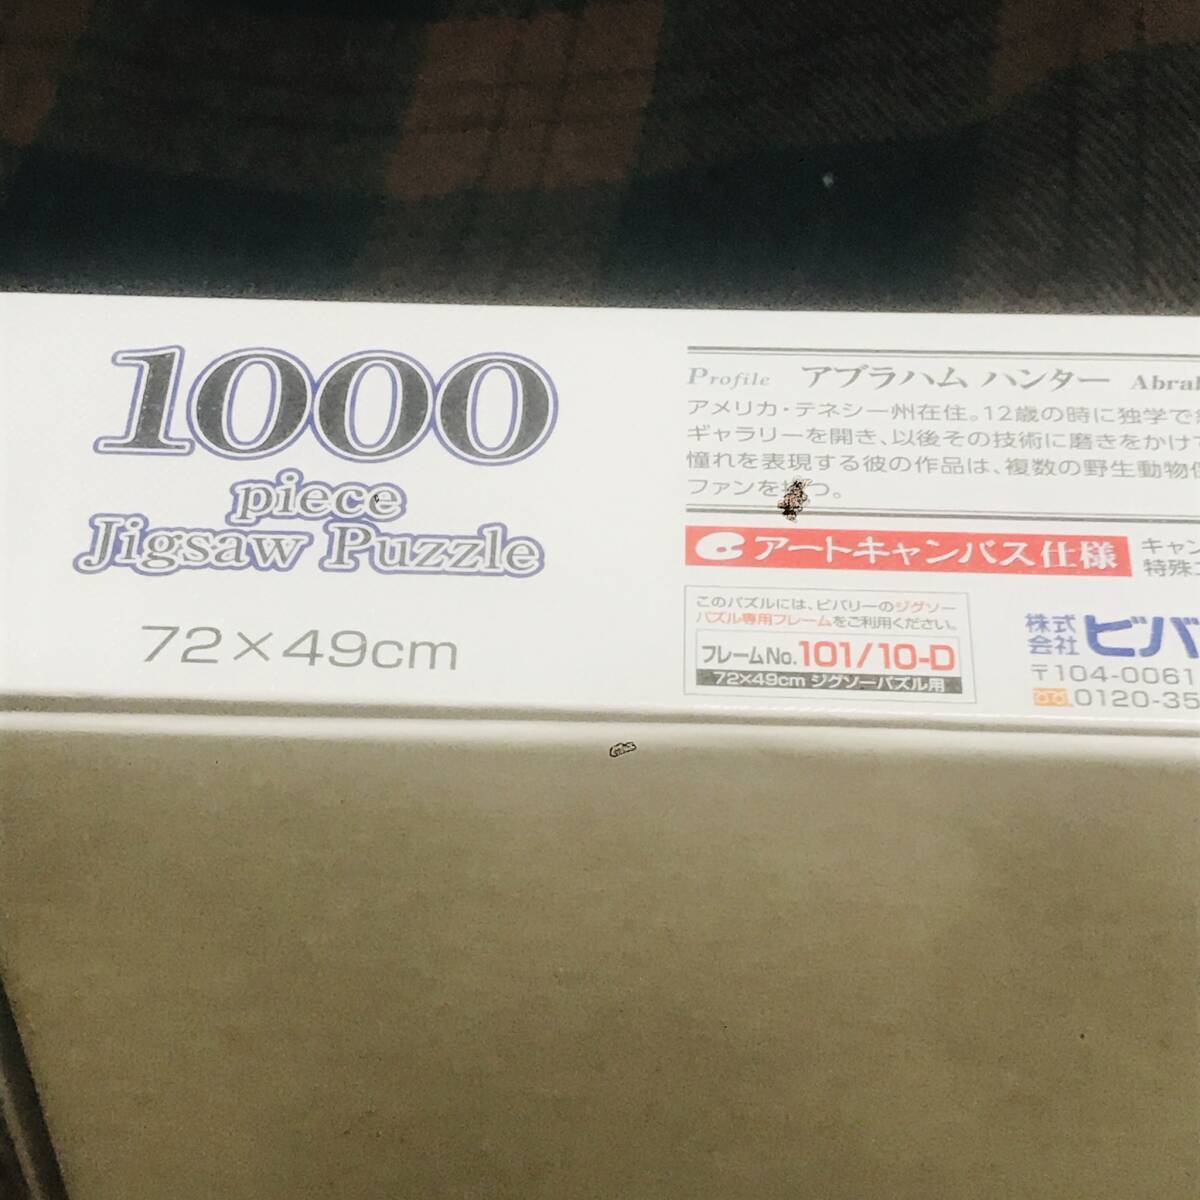 1000
piece
Jigsaw Puzzle
72×49cm
Profile アブラハム ハンター
アメリカ・テネシー州在住。12歳の時に独学で
ギャラリーを開き、以後その技術に磨きをかけ
憧れを表現する彼の作品は、複数の野生動物
ファンを つ。
アートキャンバス仕様
キャン
特殊
このパズルには、ビバリーのジグソー
パズル専用フレームをご利用ください。
フレームNo.101/10-D
72×49cm ジグソーパズル用
株式会社 ビバ
〒104-0061
0120-35